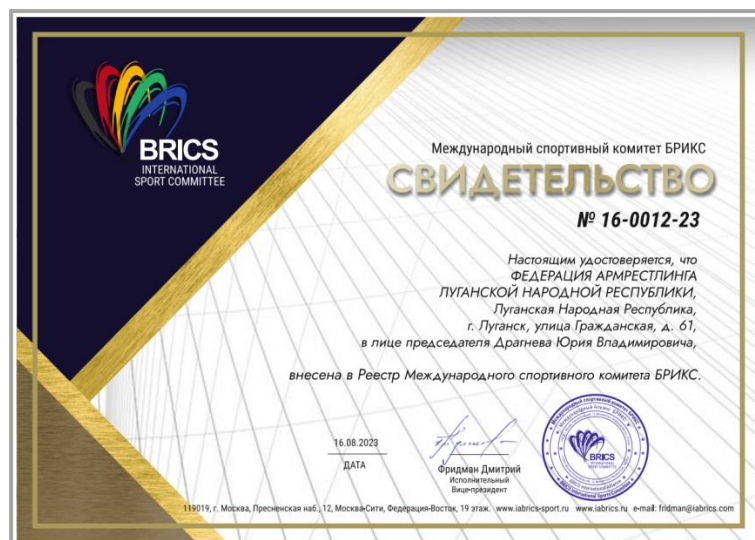 BRICS
INTERNATIONAL
SPORT COMMITTEE
Международный спортивный комитет БРИКС
СВИДЕТЕЛЬСТВО
№ 16-0012-23
Настоящим удостоверяется, что
ФЕДЕРАЦИЯ АРМРЕСТЛИНГА
ЛУГАНСКОЙ НАРОДНОЙ РЕСПУБЛИКИ,
Луганская Народная Республика,
г. Луганск, улица Гражданская, д. 61,
в лице председателя Драгнева Юрия Владимировича,
внесена в Реестр Международного спортивного комитета БРИКС.
16.08.2023
ДАТА
Фридман Дмитрий
Исполнительный
Вице-президент
BRICS
119019, г. Москва, Пресненская наб., 12, Москва-Сити, Федерация-Восток, 19 этаж. www.iabrics-sport.ru www.iabrics.ru e-mail: fridman@iabrics.com